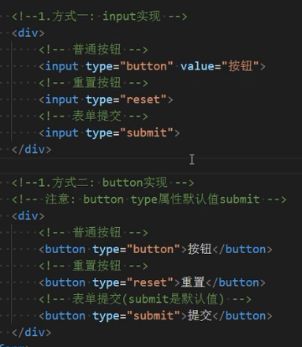 <!--1.方式一: input实现 -->
<div>
<!-- 普通按钮 -->
<input type="button" value="按钮">
<!-- 重置按钮 -->
<input type="reset">
<!-- 表单提交 -->
<input type="submit">
</div>
<!--1.方式二: button实现 -->
<!-- 注意: button type属性默认值submit -->
<div>
<!-- 普通按钮 -->
<button type="button">按钮</button>
<!-- 重置按钮 -->
<button type="reset">重置</button>
<!-- 表单提交(submit是默认值) -->
<button type="submit">提交</button>
</div>